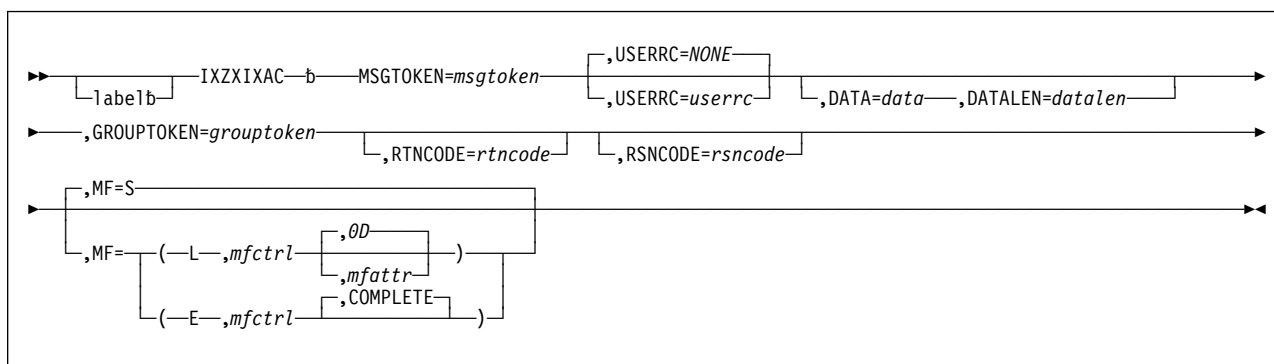 ,USERRC=NONE
IXZXIXAC ƀ MSGTOKEN=msgtoken
labelƀ ,USERRC=userrc ,DATA=data ,DATALEN=datalen
,GROUPTOKEN=grouptoken
,RTNCODE=rtncode ,RSNCODE=rsncode
,MF=S
,0D
,MF= ( L ,mfctrl )
,mfattr
,COMPLETE
( E ,mfctrl )